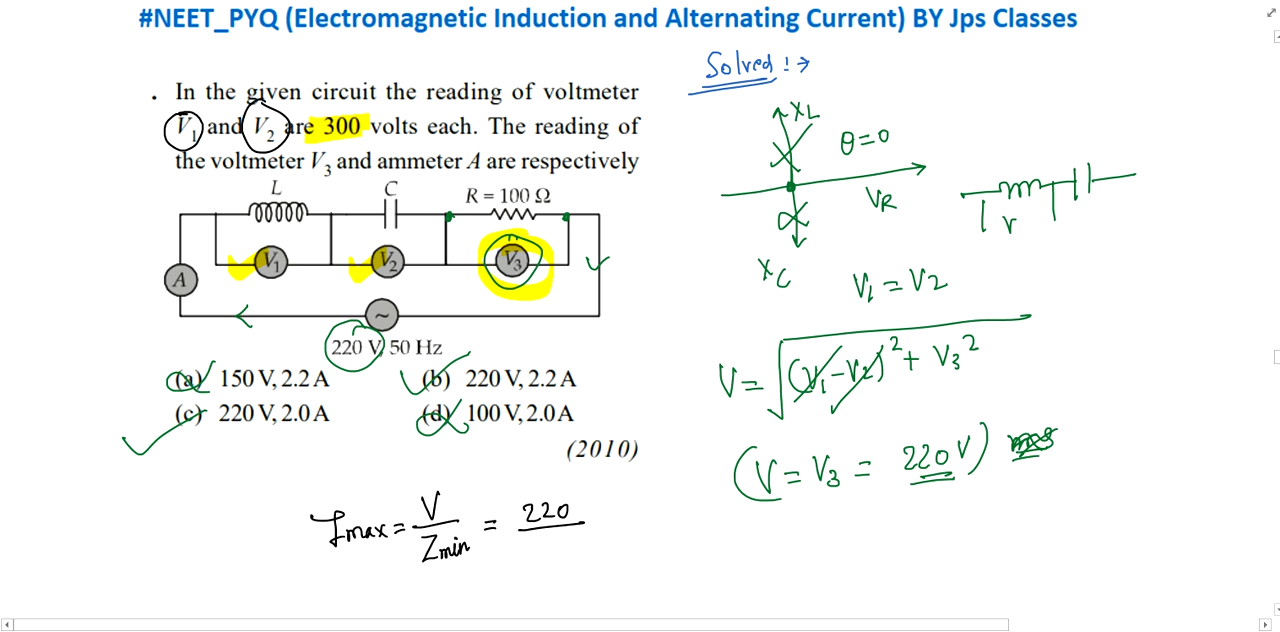 #NEET_PYQ (Electromagnetic Induction and Alternating Current) BY Jps Classes
Solved :→
. In the given circuit the reading of voltmeter
V₁ and V₂ are 300 volts each. The reading of
the voltmeter V₃ and ammeter A are respectively
L
C
R = 100 Ω
V₁
V₂
V₃
A
~
220 V, 50 Hz
(a) 150 V, 2.2 A
(b) 220 V, 2.2 A
(c) 220 V, 2.0 A
(d) 100 V, 2.0 A
(2010)
XL
θ=0
VR
XC
r
V₁ = V₂
V = √(V₁-V₂)² + V₃²
(V = V₃ = 220V)
Imax = V/Zmin = 220